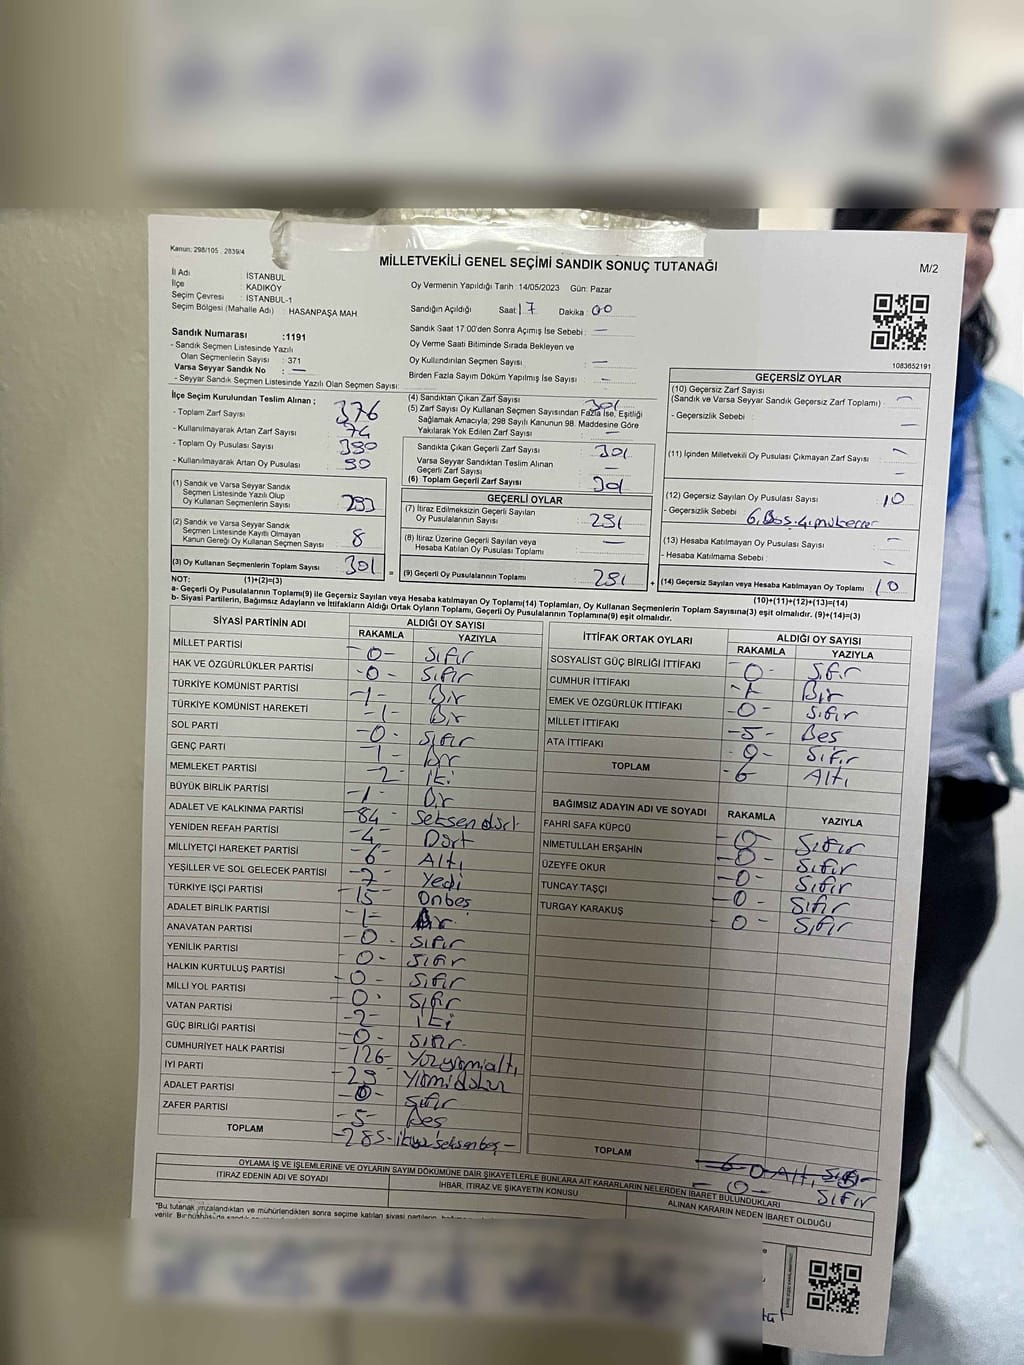 Kanun: 298/105 , 2839/4
MİLLETVEKİLİ GENEL SEÇİMİ SANDIK SONUÇ TUTANAĞI
M/2
İl Adı : İSTANBUL
İlçe : KADIKÖY
Seçim Çevresi : İSTANBUL-1
Seçim Bölgesi (Mahalle Adı) : HASANPAŞA MAH
Oy Vermenin Yapıldığı Tarih : 14/05/2023 Gün: Pazar
Sandığın Açıldığı Saat 17 Dakika : 00
Sandık Saat 17.00'den Sonra Açımış İse Sebebi : —
Oy Verme Saati Bitiminde Sırada Bekleyen ve
Oy Kullandırılan Seçmen Sayısı : —
Birden Fazla Sayım Döküm Yapılmış İse Sayısı : -
1083652191
Sandık Numarası :1191
- Sandık Seçmen Listesinde Yazılı
Olan Seçmenlerin Sayısı : 371
Varsa Seyyar Sandık No : —
- Seyyar Sandık Seçmen Listesinde Yazılı Olan Seçmen Sayısı:
İlçe Seçim Kurulundan Teslim Alınan ;
- Toplam Zarf Sayısı : 376
- Kullanılmayarak Artan Zarf Sayısı : 74
- Toplam Oy Pusulası Sayısı : 390
- Kullanılmayarak Artan Oy Pusulası : 90
(1) Sandık ve Varsa Seyyar Sandık
Seçmen Listesinde Yazılı Olup
Oy Kullanan Seçmenlerin Sayısı : 293
(2) Sandık ve Varsa Seyyar Sandık
Seçmen Listesinde Kayıtlı Olmayan
Kanun Gereği Oy Kullanan Seçmen Sayısı : 8
(3) Oy Kullanan Seçmenlerin Toplam Sayısı : 301
(4) Sandıktan Çıkan Zarf Sayısı : 301
(5) Zarf Sayısı Oy Kullanan Seçmen Sayısından Fazla İse, Eşitliği
Sağlamak Amacıyla; 298 Sayılı Kanunun 98. Maddesine Göre
Yakılarak Yok Edilen Zarf Sayısı : —
Sandıkta Çıkan Geçerli Zarf Sayısı : 301
Varsa Seyyar Sandıktan Teslim Alınan
Geçerli Zarf Sayısı : —
(6) Toplam Geçerli Zarf Sayısı : 301
GEÇERLİ OYLAR
(7) İtiraz Edilmeksizin Geçerli Sayılan
Oy Pusulalarının Sayısı : 291
(8) İtiraz Üzerine Geçerli Sayılan veya
Hesaba Katılan Oy Pusulası Toplamı : —
= (9) Geçerli Oy Pusulalarının Toplamı : 291 +
GEÇERSİZ OYLAR
(10) Geçersiz Zarf Sayısı
(Sandık ve Varsa Seyyar Sandık Geçersiz Zarf Toplamı) : —
- Geçersizlik Sebebi : —
(11) İçinden Milletvekili Oy Pusulası Çıkmayan Zarf Sayısı : —
(12) Geçersiz Sayılan Oy Pusulası Sayısı : 10
- Geçersizlik Sebebi : 6, Boş, 4, mükerrer
(13) Hesaba Katılmayan Oy Pusulası Sayısı : —
- Hesaba Katılmama Sebebi : —
(14) Geçersiz Sayılan veya Hesaba Katılmayan Oy Toplamı : 10
NOT: (1)+(2)=(3)
(10)+(11)+(12)+(13)=(14)
a- Geçerli Oy Pusulalarının Toplamı(9) ile Geçersiz Sayılan veya Hesaba katılmayan Oy Toplamı(14) Toplamları, Oy Kullanan Seçmenlerin Toplam Sayısına(3) eşit olmalıdır. (9)+(14)=(3)
b- Siyasi Partilerin, Bağımsız Adayların ve İttifakların Aldığı Ortak Oyların Toplamı, Geçerli Oy Pusulalarının Toplamına(9) eşit olmalıdır.
SİYASİ PARTİNİN ADI ALDIĞI OY SAYISI
RAKAMLA YAZIYLA
MİLLET PARTİSİ -0- Sıfır
HAK VE ÖZGÜRLÜKLER PARTİSİ -0- Sıfır
TÜRKİYE KOMÜNİST PARTİSİ -1- Bir
TÜRKİYE KOMÜNİST HAREKETİ -1- Bir
SOL PARTİ -0- Sıfır
GENÇ PARTİ -1- Bir
MEMLEKET PARTİSİ -2- İki
BÜYÜK BİRLİK PARTİSİ -1- Bir
ADALET VE KALKINMA PARTİSİ -84- Seksen dört
YENİDEN REFAH PARTİSİ -4- Dört
MİLLİYETÇİ HAREKET PARTİSİ -6- Altı
YEŞİLLER VE SOL GELECEK PARTİSİ -7- Yedi
TÜRKİYE İŞÇİ PARTİSİ -15- Onbeş
ADALET BİRLİK PARTİSİ -1- Bir
ANAVATAN PARTİSİ -0- Sıfır
YENİLİK PARTİSİ -0- Sıfır
HALKIN KURTULUŞ PARTİSİ -0- Sıfır
MİLLİ YOL PARTİSİ -0- Sıfır
VATAN PARTİSİ -2- İki
GÜÇ BİRLİĞİ PARTİSİ -0- Sıfır
CUMHURİYET HALK PARTİSİ -126- Yüzyirmialtı
İYİ PARTİ -29 Yirmidokuz
ADALET PARTİSİ -0- Sıfır
ZAFER PARTİSİ -5- Beş
TOPLAM -285- İkiyüzseksenbeş-
İTTİFAK ORTAK OYLARI ALDIĞI OY SAYISI
RAKAMLA YAZIYLA
SOSYALİST GÜÇ BİRLİĞİ İTTİFAKI -0- Sıfır
CUMHUR İTTİFAKI -1- Bir
EMEK VE ÖZGÜRLÜK İTTİFAKI -0- Sıfır
MİLLET İTTİFAKI -5- Beş
ATA İTTİFAKI -0- Sıfır
TOPLAM -6- Altı
BAĞIMSIZ ADAYIN ADI VE SOYADI RAKAMLA YAZIYLA
FAHRİ SAFA KÜPCÜ -0- Sıfır
NİMETULLAH ERŞAHİN -0- Sıfır
ÜZEYFE OKUR -0- Sıfır
TUNCAY TAŞÇI -0- Sıfır
TURGAY KARAKUŞ -0- Sıfır
TOPLAM -0- Sıfır
OYLAMA İŞ VE İŞLEMLERİNE VE OYLARIN SAYIM DÖKÜMÜNE DAİR ŞİKAYETLERLE BUNLARA AİT KARARLARIN NELERDEN İBARET BULUNDUKLARI
İTİRAZ EDENİN ADI VE SOYADI İHBAR, İTİRAZ VE ŞİKAYETİN KONUSU ALINAN KARARIN NEDEN İBARET OLDUĞU
*Bu tutanak imzalandıktan ve mühürlendikten sonra seçime katılan siyasi partilerin,